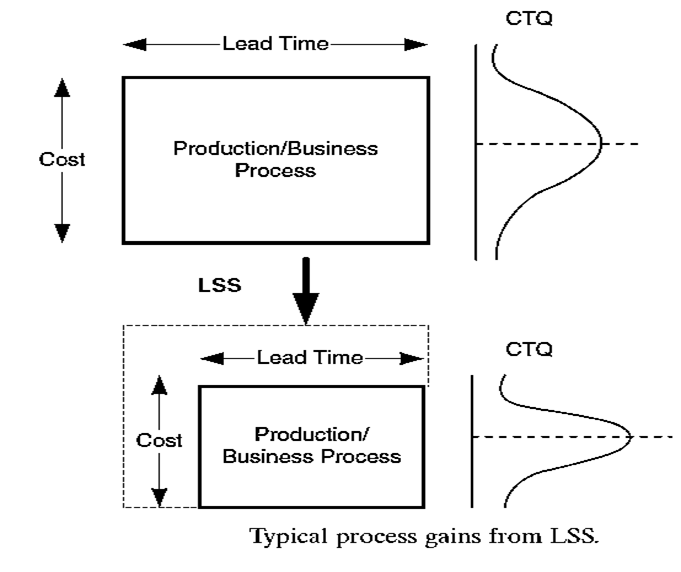 CTQ
Lead Time
Cost
Production/Business
Process
LSS
CTQ
Lead Time
Cost
Production/
Business Process
Typical process gains from LSS.